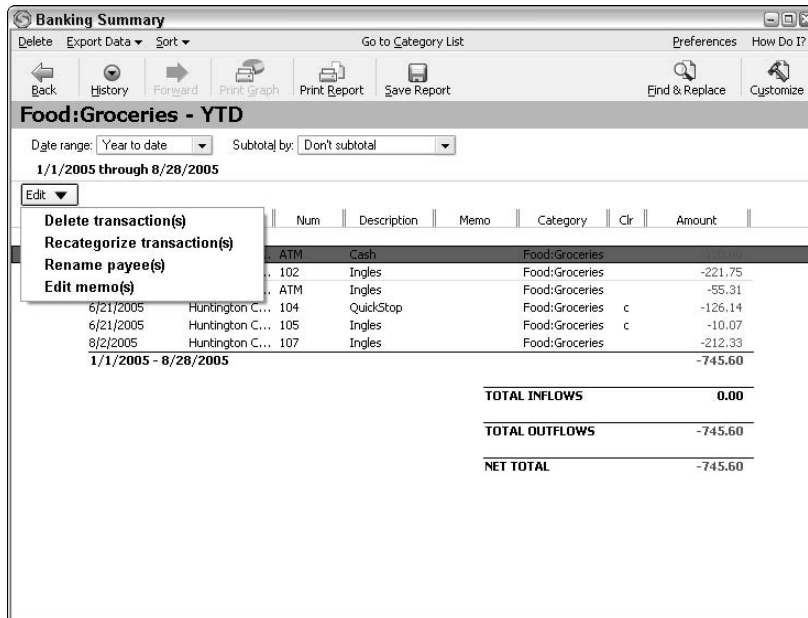 Banking Summary
Delete Export Data Sort Go to Category List Preferences How Do I?
Back History Forward Print Graph Print Report Save Report Find & Replace Customize
Food:Groceries - YTD
Date range: Year to date Subtotal by: Don't subtotal
1/1/2005 through 8/28/2005
Edit
Delete transaction(s)
Recategorize transaction(s)
Rename payee(s)
Edit memo(s)
Num Description Memo Category Clr Amount
. ATM Cash Food:Groceries
. 102 Ingles Food:Groceries -221.75
. ATM Ingles Food:Groceries -55.31
6/21/2005 Huntington C... 104 QuickStop Food:Groceries c -126.14
6/21/2005 Huntington C... 105 Ingles Food:Groceries c -10.07
8/2/2005 Huntington C... 107 Ingles Food:Groceries -212.33
1/1/2005 - 8/28/2005 -745.60
TOTAL INFLOWS 0.00
TOTAL OUTFLOWS -745.60
NET TOTAL -745.60